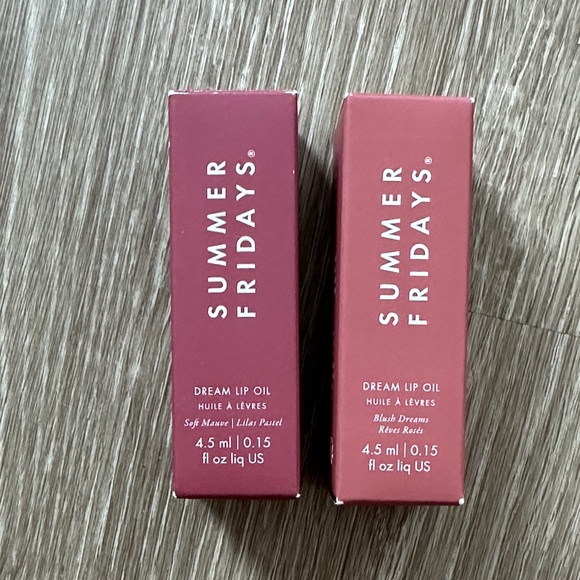 SUMMER
FRIDAYS®
DREAM LIP OIL
HUILE À LÈVRES
Soft Mauve | Lilas Pastel
4.5 ml | 0.15
fl oz liq US
SUMMER
FRIDAYS®
DREAM LIP OIL
HUILE À LÈVRES
Blush Dreams
Rêves Rosés
4.5 ml | 0.15
fl oz liq US